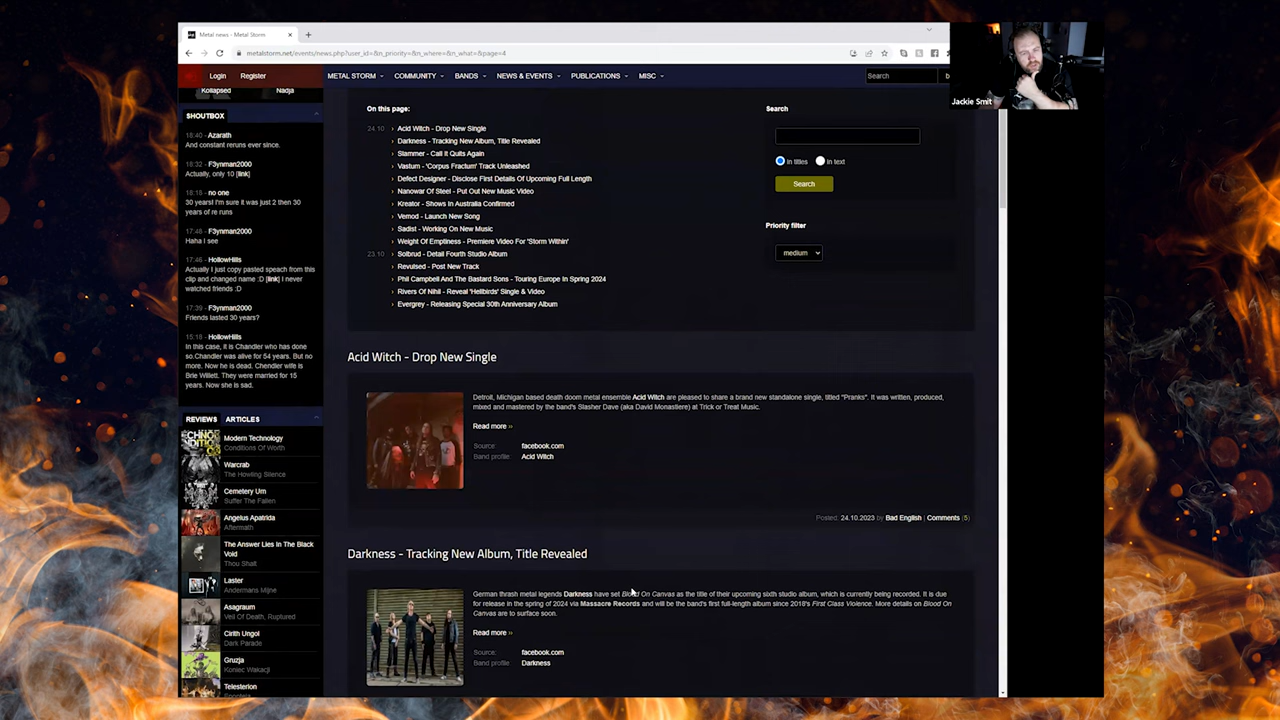 Metal news - Metal Storm
metalstorm.net/events/news.php?user_id=&n_priority=&n_where=&n_what=&page=4
Login Register
METAL STORM COMMUNITY BANDS NEWS & EVENTS PUBLICATIONS MISC
Search
Jackie Smit
Kollapsed Nadja
SHOUTBOX
18:40 - Azarath
And constant reruns ever since.
18:32 - F3ynman2000
Actually, only 10 [link]
18:15 - no one
30 years! I'm sure it was just 2 then 30
years of re runs
17:48 - F3ynman2000
Haha I see
17:46 - HollowHills
Actually I just copy pasted speach from this
clip and changed name :D [link] I never
watched friends :D
17:39 - F3ynman2000
Friends lasted 30 years?
15:18 - HollowHills
In this case, it is Chandler who has done
so.Chandler was alive for 54 years. But no
more. Now he is dead. Chendler wife is
Brie Willett. They were married for 15
years. Now she is sad.
REVIEWS ARTICLES
Modern Technology
Conditions Of Worth
Warcrab
The Howling Silence
Cemetery Urn
Suffer The Fallen
Angelus Apatrida
Aftermath
The Answer Lies In The Black
Void
Thou Shalt
Laster
Andermans Mijne
Asagraum
Veil Of Death, Ruptured
Cirith Ungol
Dark Parade
Gruzja
Koniec Wakacji
Telesterion
On this page:
24.10 › Acid Witch - Drop New Single
› Darkness - Tracking New Album, Title Revealed
› Slammer - Call It Quits Again
› Vastum - 'Corpus Fractum' Track Unleashed
› Defect Designer - Disclose First Details Of Upcoming Full Length
› Nanowar Of Steel - Put Out New Music Video
› Kreator - Shows In Australia Confirmed
› Vemod - Launch New Song
› Sadist - Working On New Music
› Weight Of Emptiness - Premiere Video For 'Storm Within'
23.10 › Solbrud - Detail Fourth Studio Album
› Revulsed - Post New Track
› Phil Campbell And The Bastard Sons - Touring Europe In Spring 2024
› Rivers Of Nihil - Reveal 'Hellbirds' Single & Video
› Evergrey - Releasing Special 30th Anniversary Album
Search
In titles In text
Search
Priority filter
medium
Acid Witch - Drop New Single
Detroit, Michigan based death doom metal ensemble Acid Witch are pleased to share a brand new standalone single, titled "Pranks". It was written, produced,
mixed and mastered by the band's Slasher Dave (aka David Monastiere) at Trick or Treat Music.
Read more ››
Source: facebook.com
Band profile: Acid Witch
Posted: 24.10.2023 by Bad English | Comments (5)
Darkness - Tracking New Album, Title Revealed
German thrash metal legends Darkness have set Blood On Canvas as the title of their upcoming sixth studio album, which is currently being recorded. It is due
for release in the spring of 2024 via Massacre Records and will be the band's first full-length album since 2018's First Class Violence. More details on Blood On
Canvas are to surface soon.
Read more ››
Source: facebook.com
Band profile: Darkness